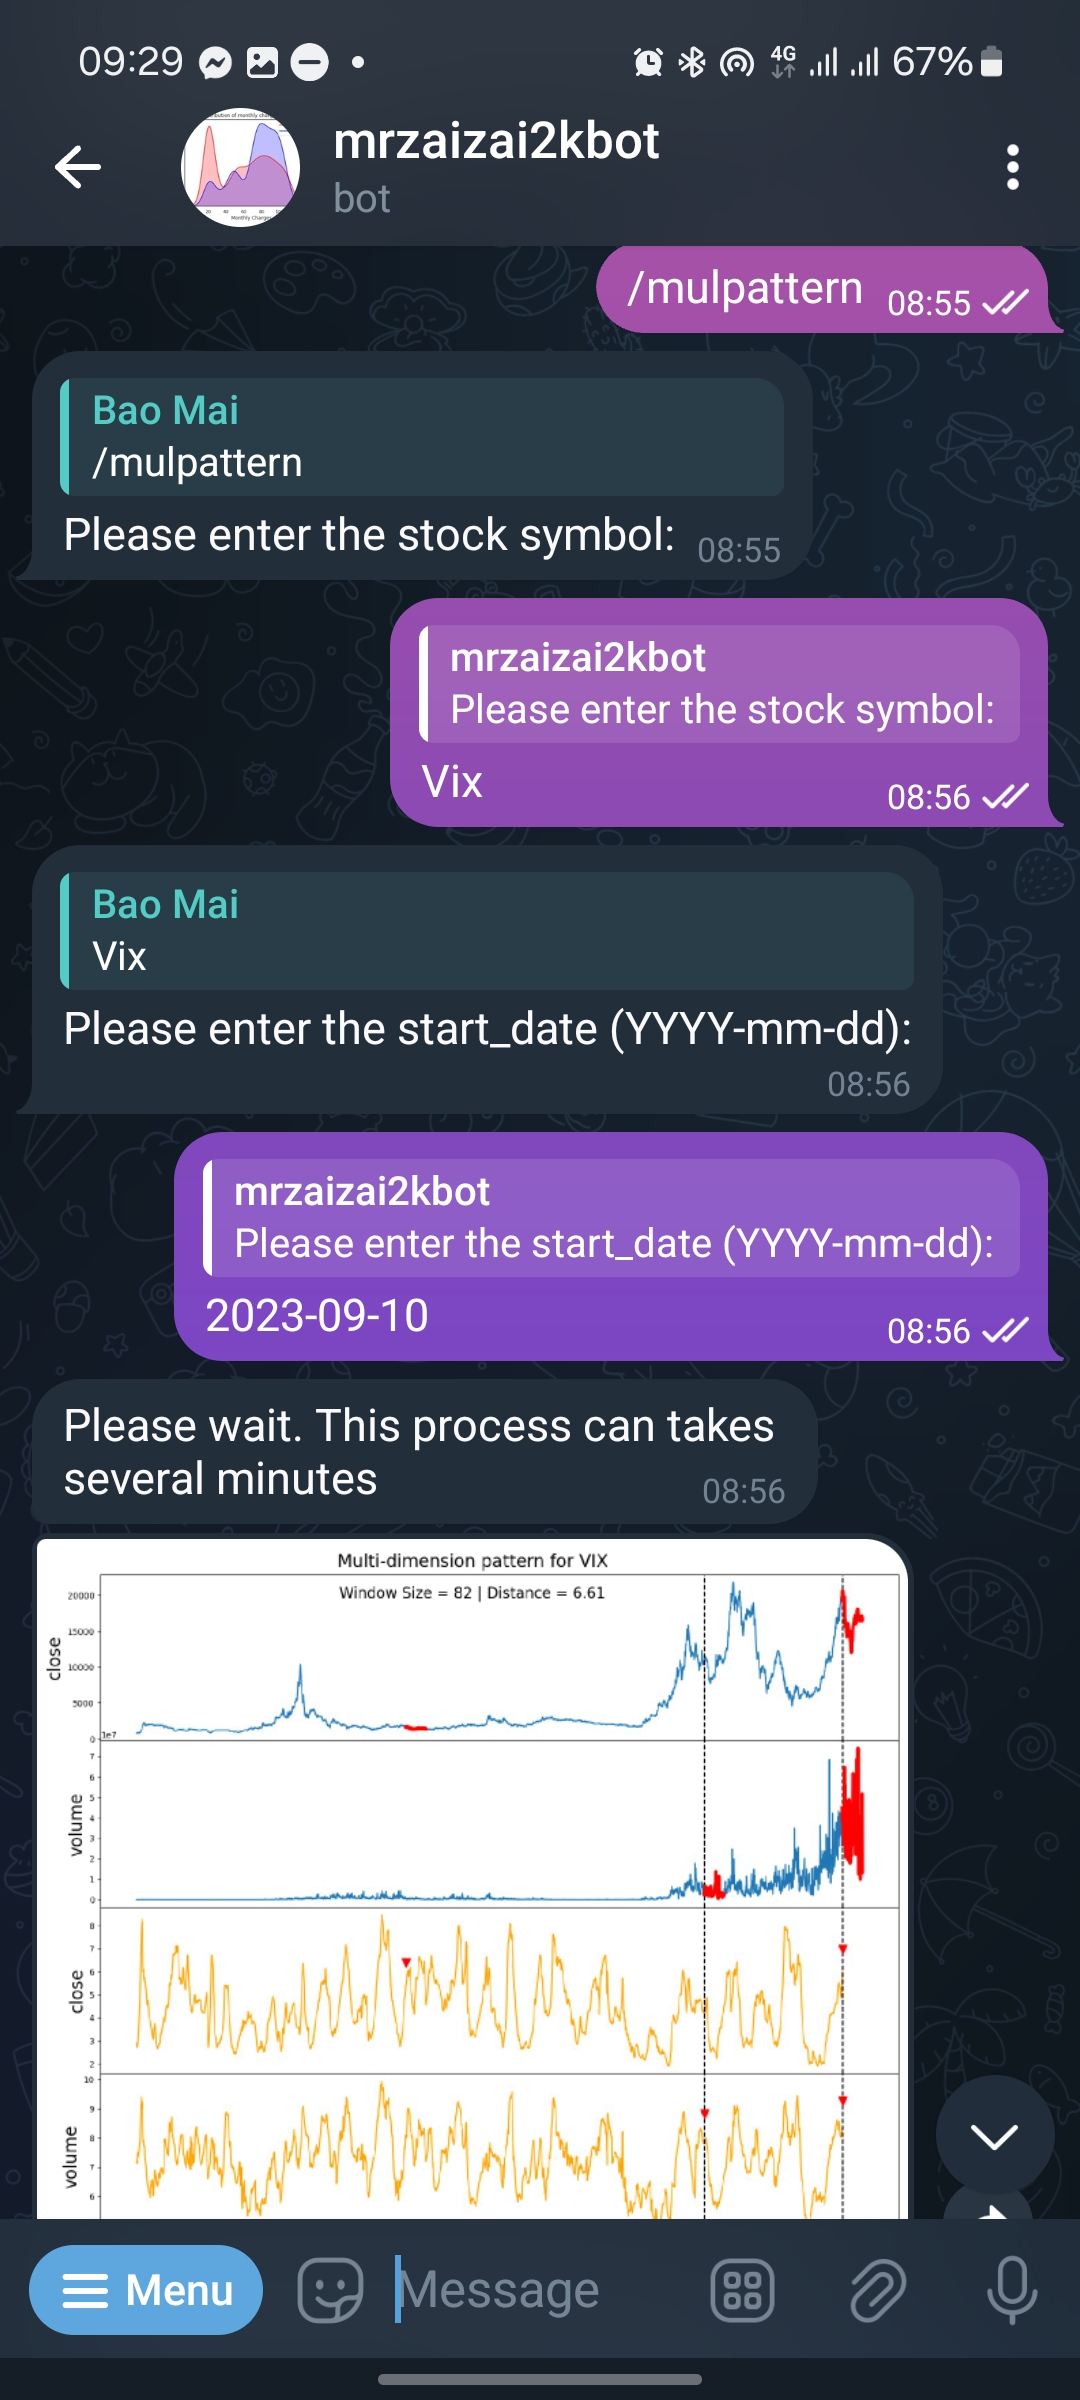 09:29
4G
67%
mrzaizai2kbot
bot
/mulpattern
08:55
Bao Mai
/mulpattern
Please enter the stock symbol:
08:55
mrzaizai2kbot
Please enter the stock symbol:
Vix
08:56
Bao Mai
Vix
Please enter the start_date (YYYY-mm-dd):
08:56
mrzaizai2kbot
Please enter the start_date (YYYY-mm-dd):
2023-09-10
08:56
Please wait. This process can takes
several minutes
08:56
Multi-dimension pattern for VIX
Window Size = 82 | Distance = 6.61
close
20000
15000
10000
5000
0
1e7
volume
7
6
5
4
3
2
1
0
close
8
7
6
5
4
3
2
volume
10
9
8
7
6
Menu
Message